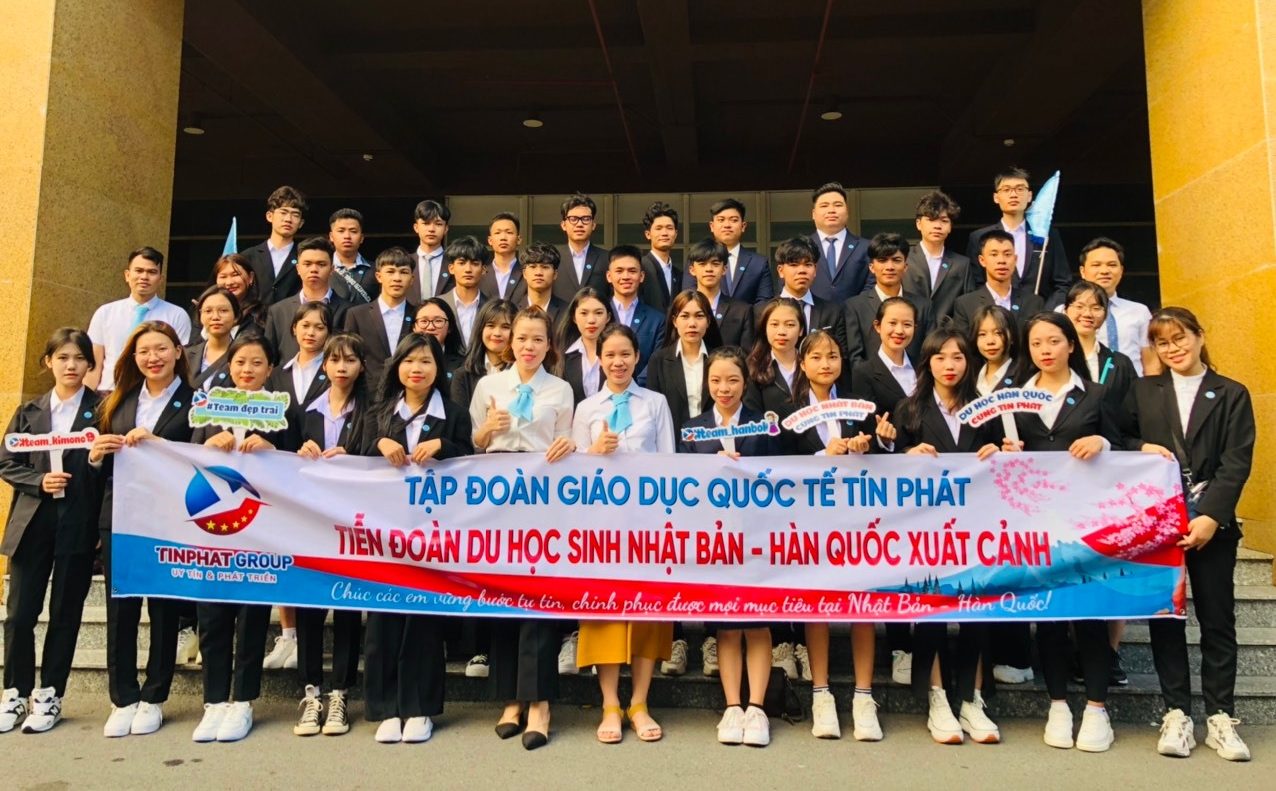 #Team đẹp trai
#team_kimono
#team_hanbok
DU HỌC NHẬT BẢN
CÙNG TÍN PHÁT
DU HỌC HÀN QUỐC
CÙNG TÍN PHÁT
TẬP ĐOÀN GIÁO DỤC QUỐC TẾ TÍN PHÁT
TIỄN ĐOÀN DU HỌC SINH NHẬT BẢN - HÀN QUỐC XUẤT CẢNH
TINPHAT GROUP
UY TÍN & PHÁT TRIỂN
Chúc các em vững bước tự tin, chinh phục được mọi mục tiêu tại Nhật Bản - Hàn Quốc!